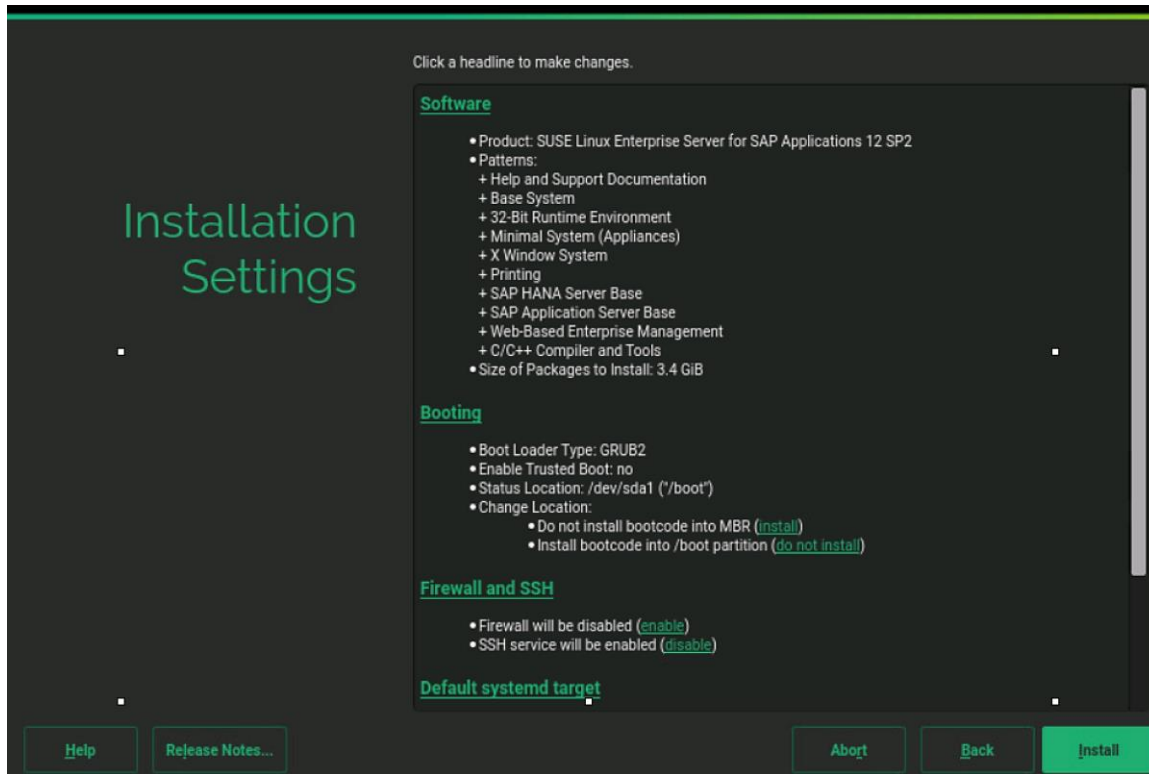 Installation
Settings
Click a headline to make changes.
Software
• Product: SUSE Linux Enterprise Server for SAP Applications 12 SP2
• Patterns:
+ Help and Support Documentation
+ Base System
+ 32-Bit Runtime Environment
+ Minimal System (Appliances)
+ X Window System
+ Printing
+ SAP HANA Server Base
+ SAP Application Server Base
+ Web-Based Enterprise Management
+ C/C++ Compiler and Tools
• Size of Packages to Install: 3.4 GiB
Booting
• Boot Loader Type: GRUB2
• Enable Trusted Boot: no
• Status Location: /dev/sda1 ("/boot")
• Change Location:
• Do not install bootcode into MBR (install)
• Install bootcode into /boot partition (do not install)
Firewall and SSH
• Firewall will be disabled (enable)
• SSH service will be enabled (disable)
Default systemd target
Help
Release Notes...
Abort
Back
Install